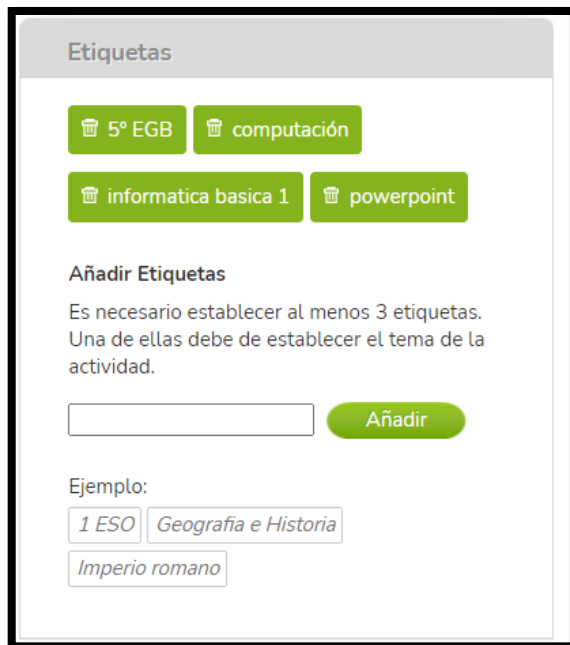 Etiquetas
5º EGB computación
informatica basica 1 powerpoint
Añadir Etiquetas
Es necesario establecer al menos 3 etiquetas.
Una de ellas debe de establecer el tema de la
actividad.
Añadir
Ejemplo:
1 ESO Geografia e Historia
Imperio romano